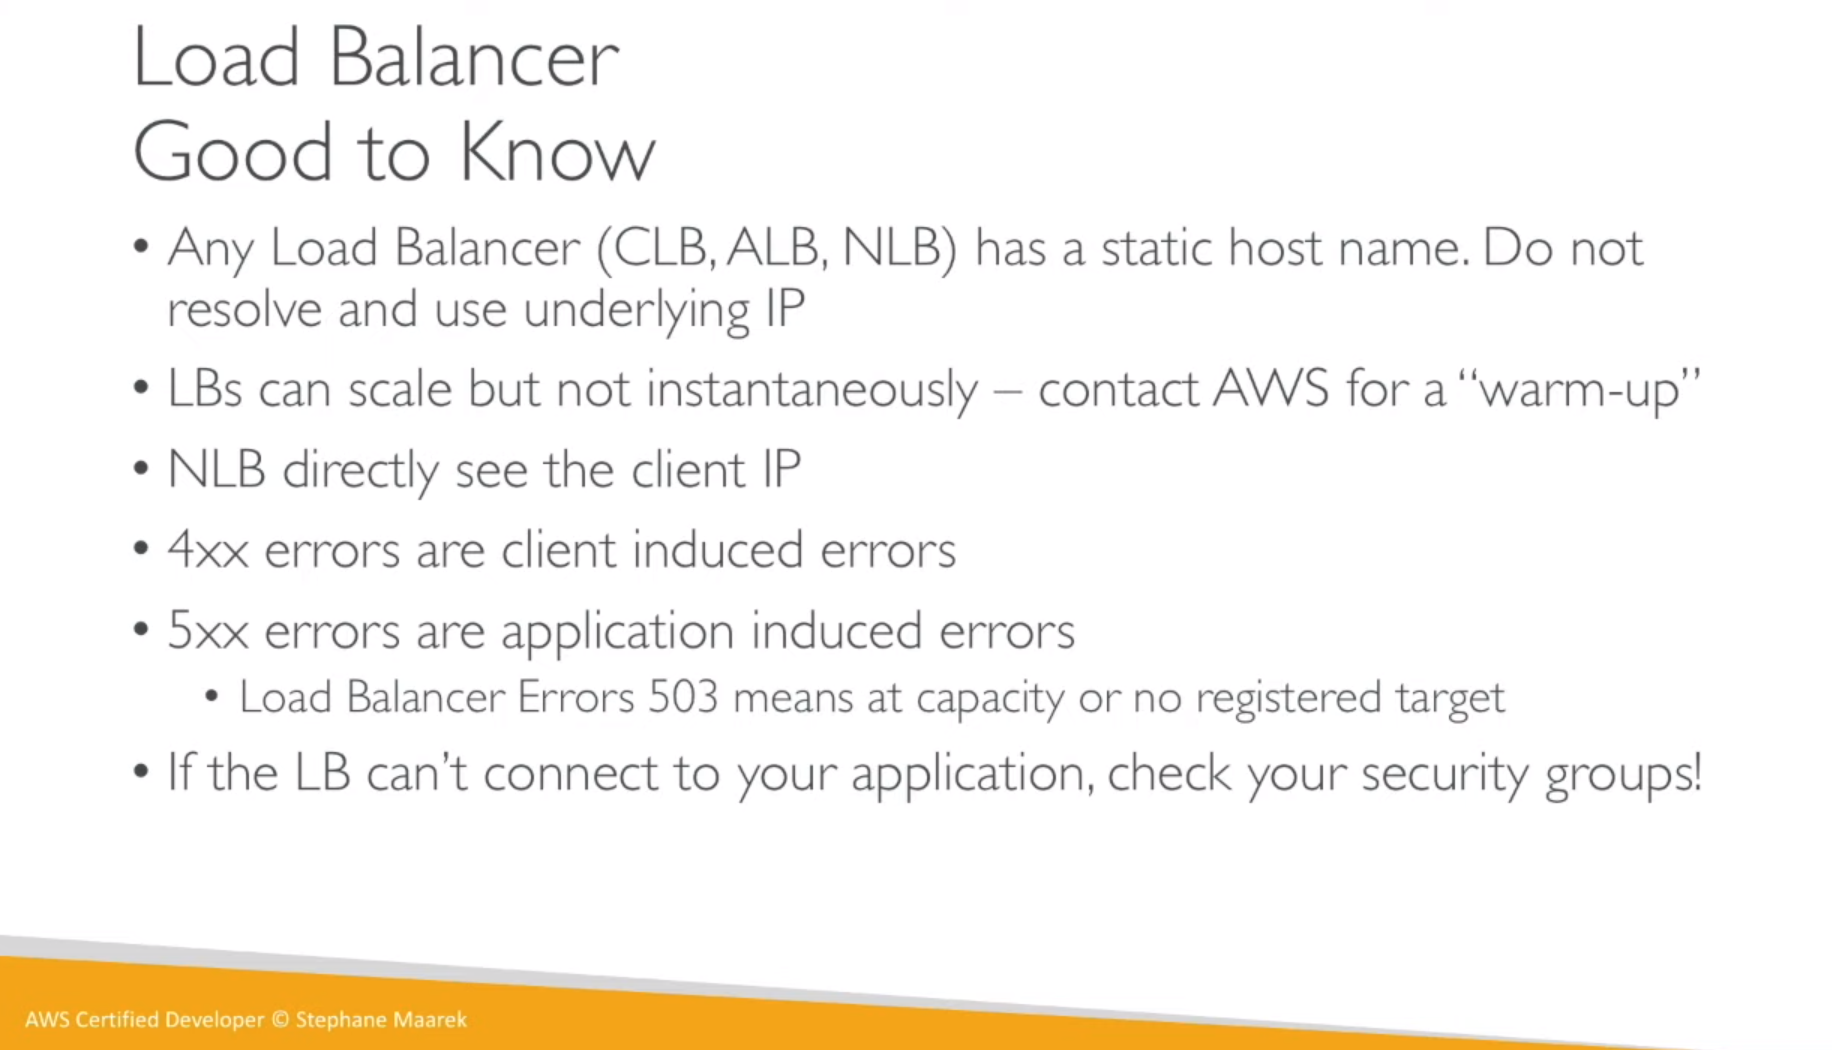 Load Balancer
Good to Know
• Any Load Balancer (CLB, ALB, NLB) has a static host name. Do not
resolve and use underlying IP
• LBs can scale but not instantaneously – contact AWS for a “warm-up”
• NLB directly see the client IP
• 4xx errors are client induced errors
• 5xx errors are application induced errors
• Load Balancer Errors 503 means at capacity or no registered target
• If the LB can’t connect to your application, check your security groups!
AWS Certified Developer © Stephane Maarek